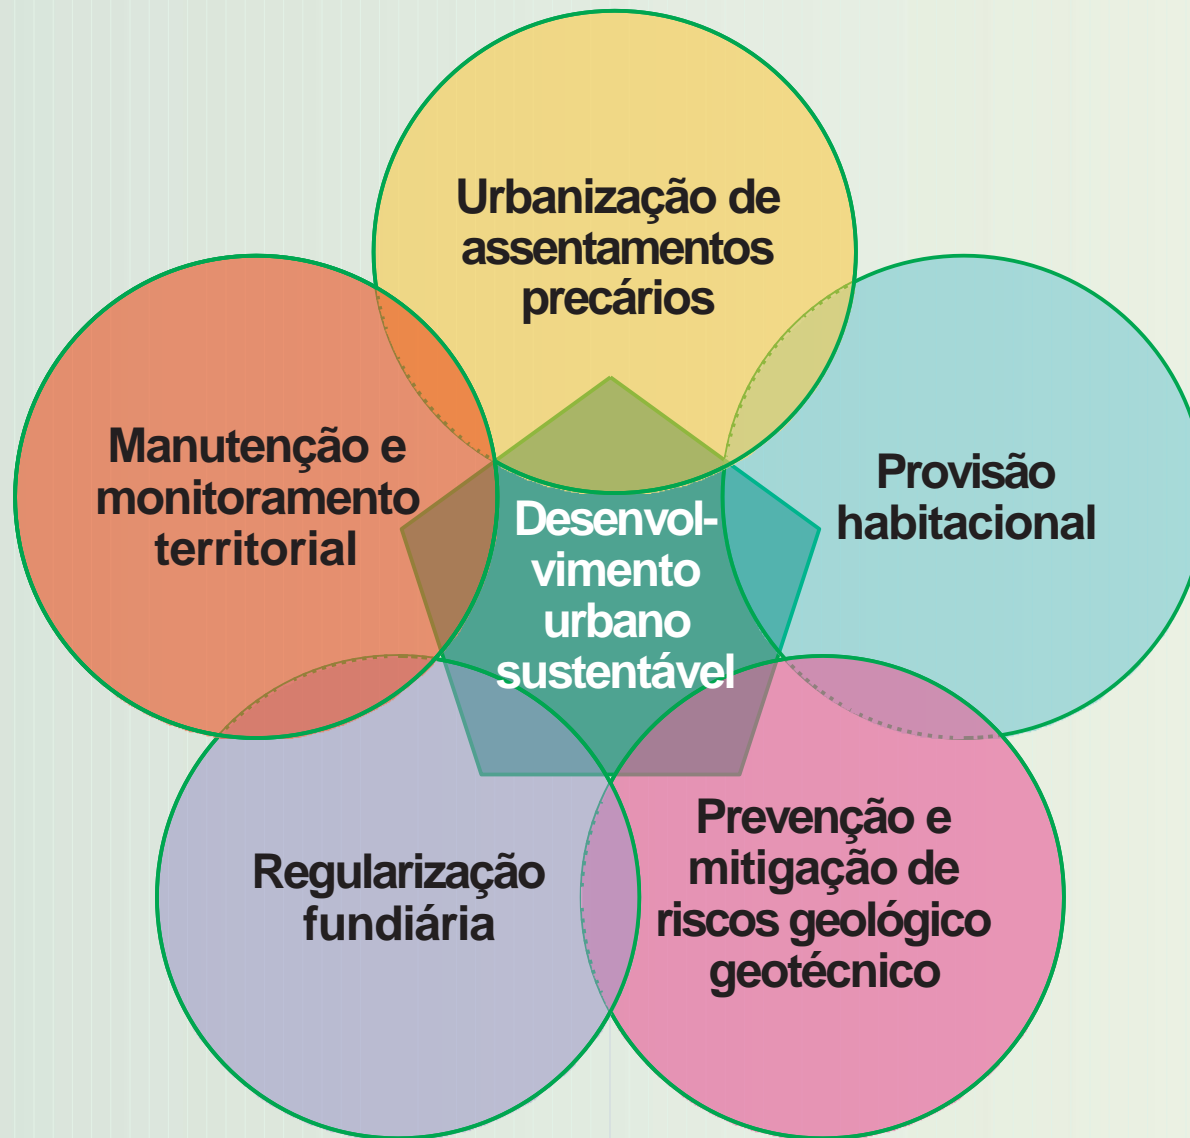 Urbanização de
assentamentos
precários
Manutenção e
monitoramento
territorial
Provisão
habitacional
Desenvol-
vimento
urbano
sustentável
Regularização
fundiária
Prevenção e
mitigação de
riscos geológico
geotécnico